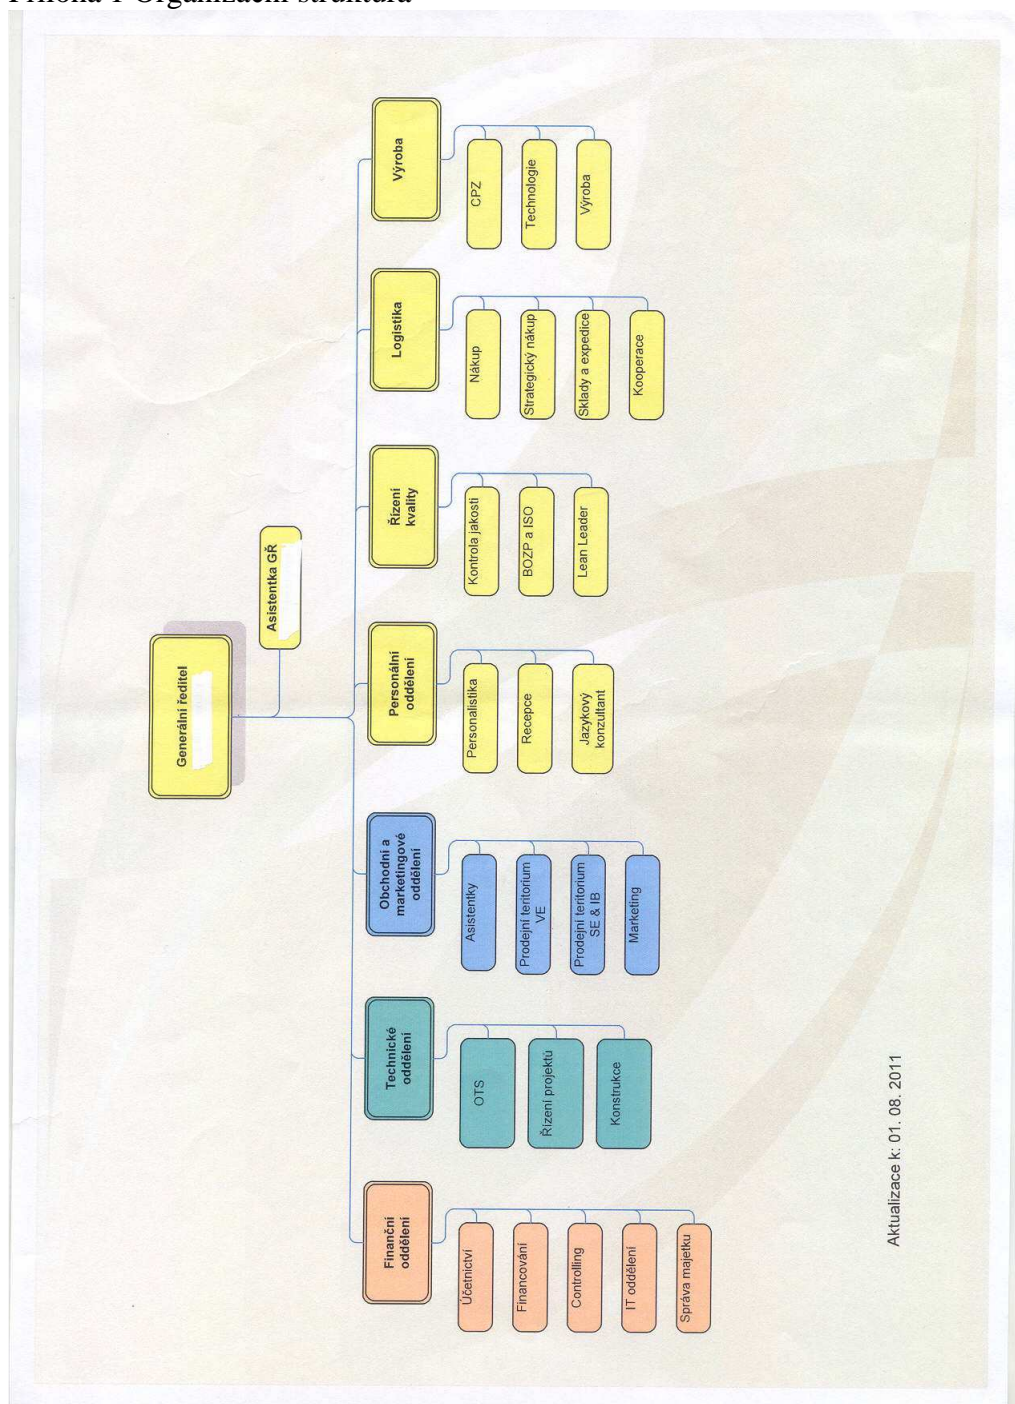 Příloha 1 Organizační struktura
Generální ředitel
Asistentka GŘ
Finanční
oddělení
Účetnictví
Financování
Controlling
IT oddělení
Správa majetku
Technické
oddělení
OTS
Řízení projektů
Konstrukce
Obchodní a
marketingové
oddělení
Asistentky
Prodejní teritorium
VE
Prodejní teritorium
SE & IB
Marketing
Personální
oddělení
Personalistika
Recepce
Jazykový
konzultant
Řízení
kvality
Kontrola jakosti
BOZP a ISO
Lean Leader
Logistika
Nákup
Strategický nákup
Sklady a expedice
Kooperace
Výroba
CPZ
Technologie
Výroba
Aktualizace k: 01. 08. 2011